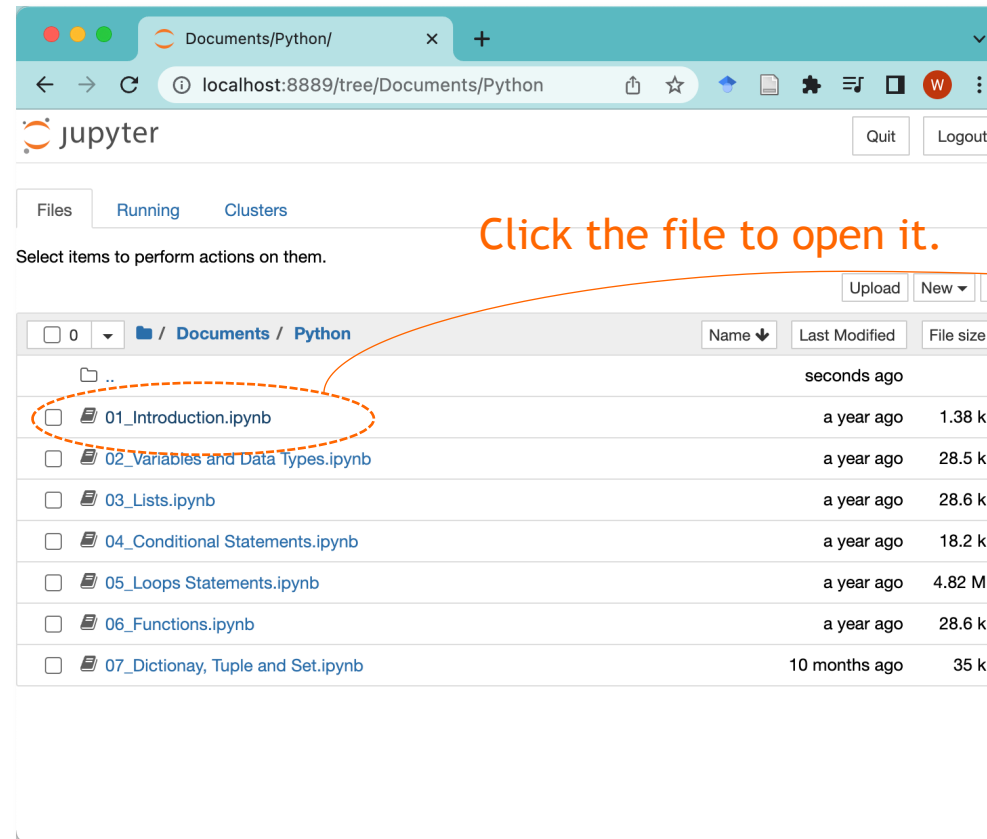 Documents/Python/
localhost:8889/tree/Documents/Python
W
jupyter
Quit
Logout
Files
Running
Clusters
Click the file to open it.
Select items to perform actions on them.
Upload
New
0
/ Documents / Python
Name
Last Modified
File size
..
seconds ago
01_Introduction.ipynb
a year ago
1.38 k
02_Variables and Data Types.ipynb
a year ago
28.5 k
03_Lists.ipynb
a year ago
28.6 k
04_Conditional Statements.ipynb
a year ago
18.2 k
05_Loops Statements.ipynb
a year ago
4.82 M
06_Functions.ipynb
a year ago
28.6 k
07_Dictionay, Tuple and Set.ipynb
10 months ago
35 k